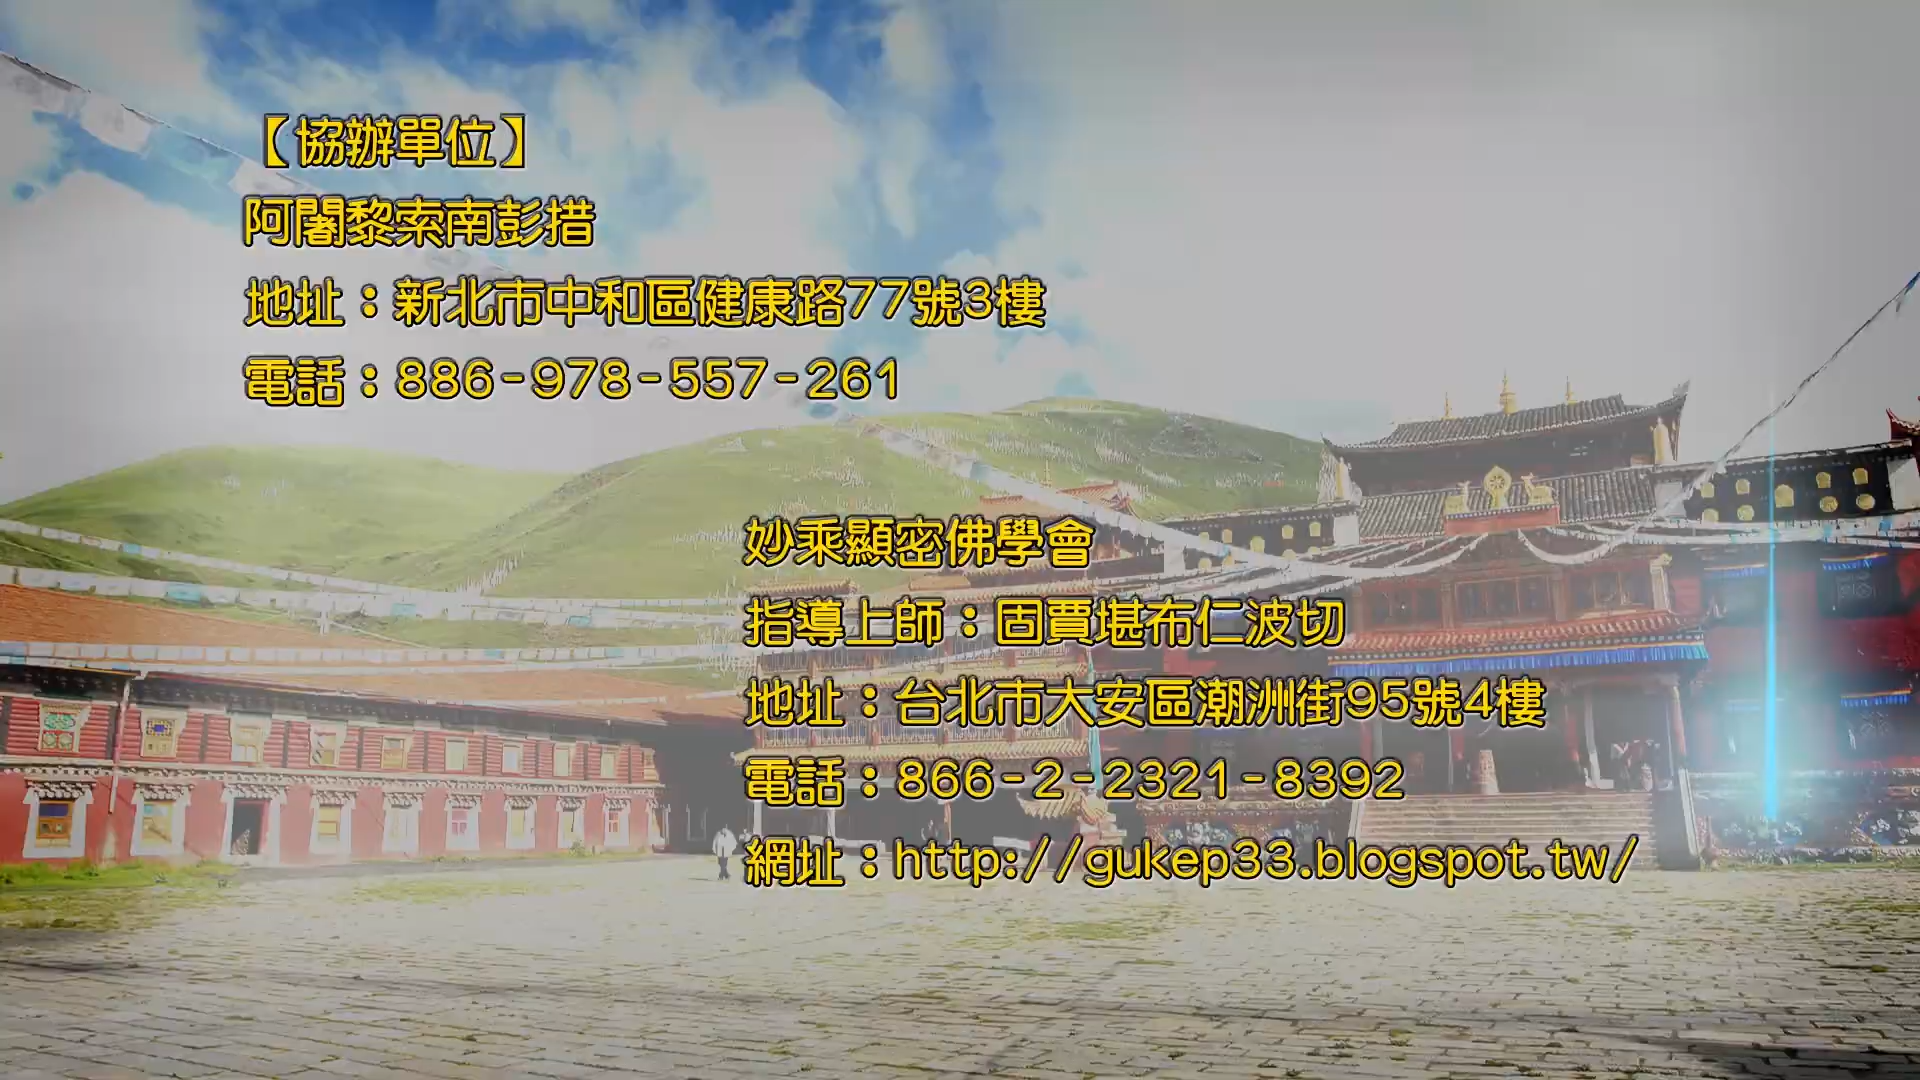 【協辦單位】
阿闍黎索南彭措
地址：新北市中和區健康路77號3樓
電話：886-978-557-261
妙乘顯密佛學會
指導上師：固賈堪布仁波切
地址：台北市大安區潮洲街95號4樓
電話：866-2-2321-8392
網址：http://gukep33.blogspot.tw/